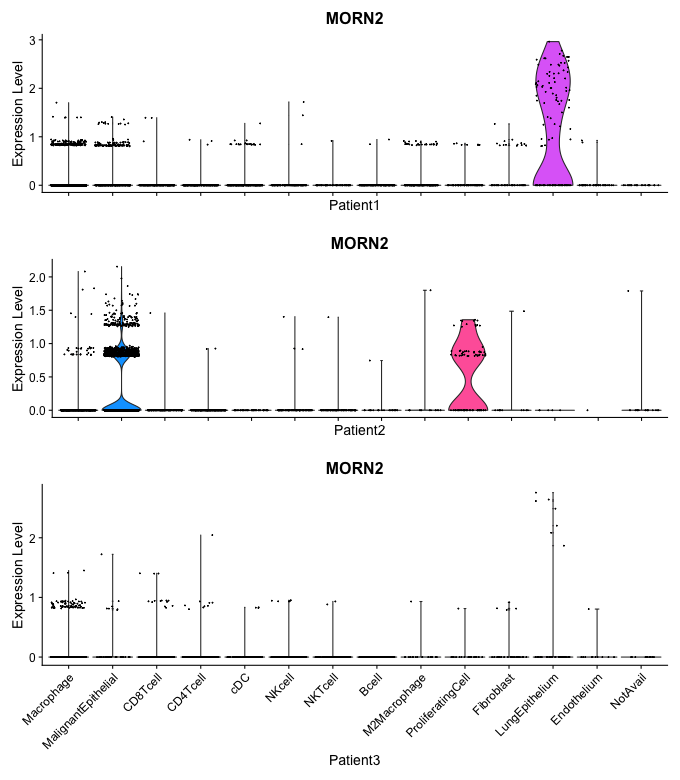 MORN2
Expression Level
3
2
1
0
Patient1
MORN2
Expression Level
2.0
1.5
1.0
0.5
0.0
Patient2
MORN2
Expression Level
2
1
0
Macrophage
MalignantEpithelial
CD8Tcell
CD4Tcell
cDC
NKcell
NKTcell
Bcell
M2Macrophage
ProliferatingCell
Fibroblast
LungEpithelium
Endothelium
NotAvail
Patient3